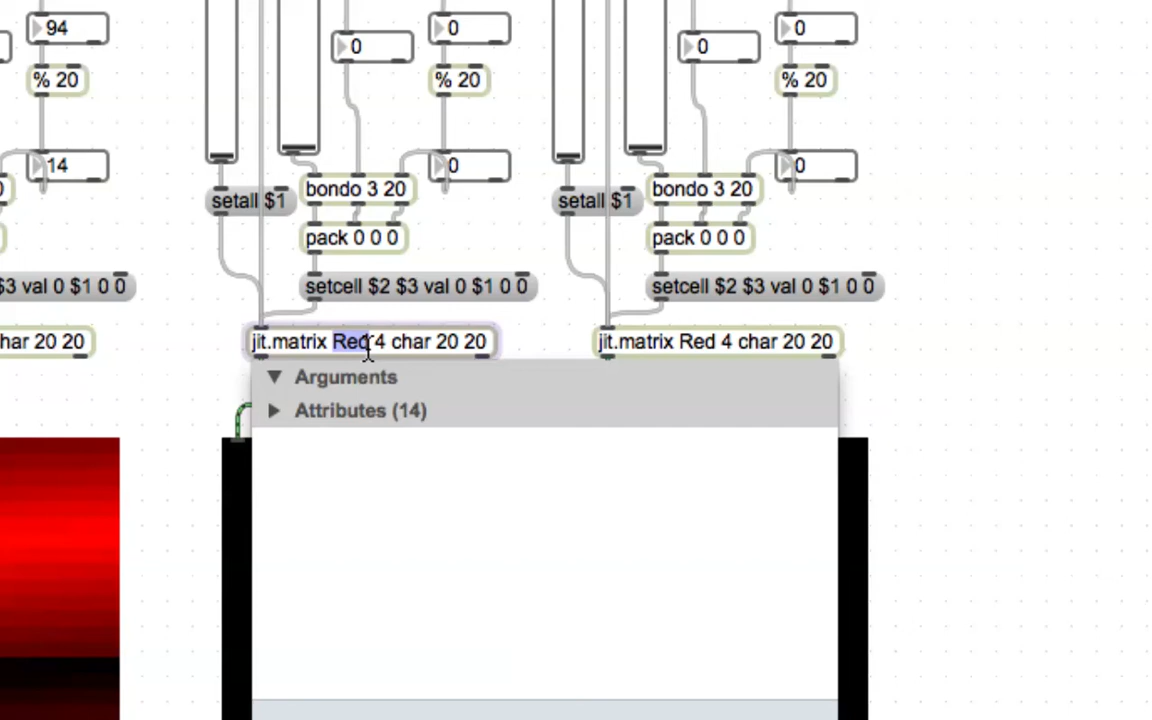 94
0
0
0
0
% 20
% 20
% 20
14
0
0
0
bondo 3 20
bondo 3 20
setall $1
setall $1
pack 0 0 0
pack 0 0 0
$3 val 0 $1 0 0
setcell $2 $3 val 0 $1 0 0
setcell $2 $3 val 0 $1 0 0
har 20 20
jit.matrix Red 4 char 20 20
jit.matrix Red 4 char 20 20
Arguments
Attributes (14)